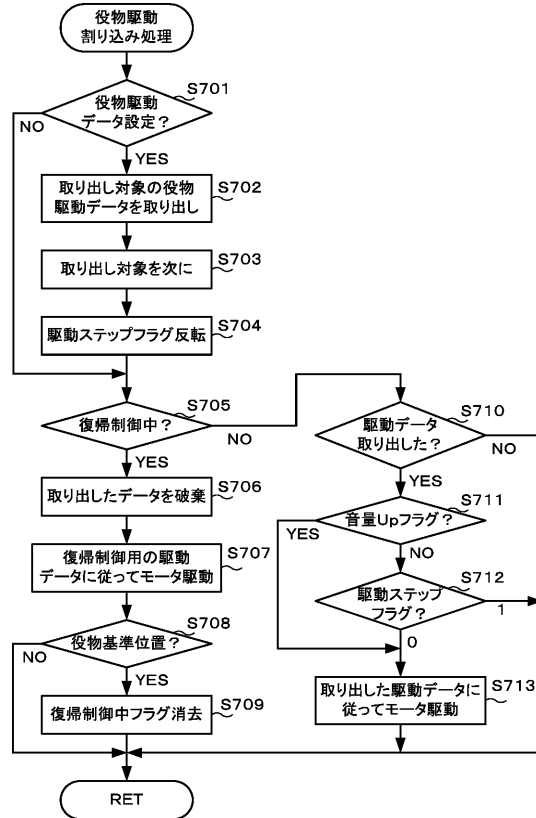 役物駆動
割り込み処理
S701
役物駆動
データ設定？
NO
YES
取り出し対象の役物
駆動データを取り出し
S702
取り出し対象を次に
S703
駆動ステップフラグ反転
S704
復帰制御中？
S705
NO
YES
取り出したデータを破棄
S706
復帰制御用の駆動
データに従ってモータ駆動
S707
役物基準位置？
S708
NO
YES
復帰制御中フラグ消去
S709
RET
駆動データ
取り出した？
S710
NO
YES
音量Upフラグ？
S711
YES
NO
駆動ステップ
フラグ？
S712
1
0
取り出した駆動データに
従ってモータ駆動
S713